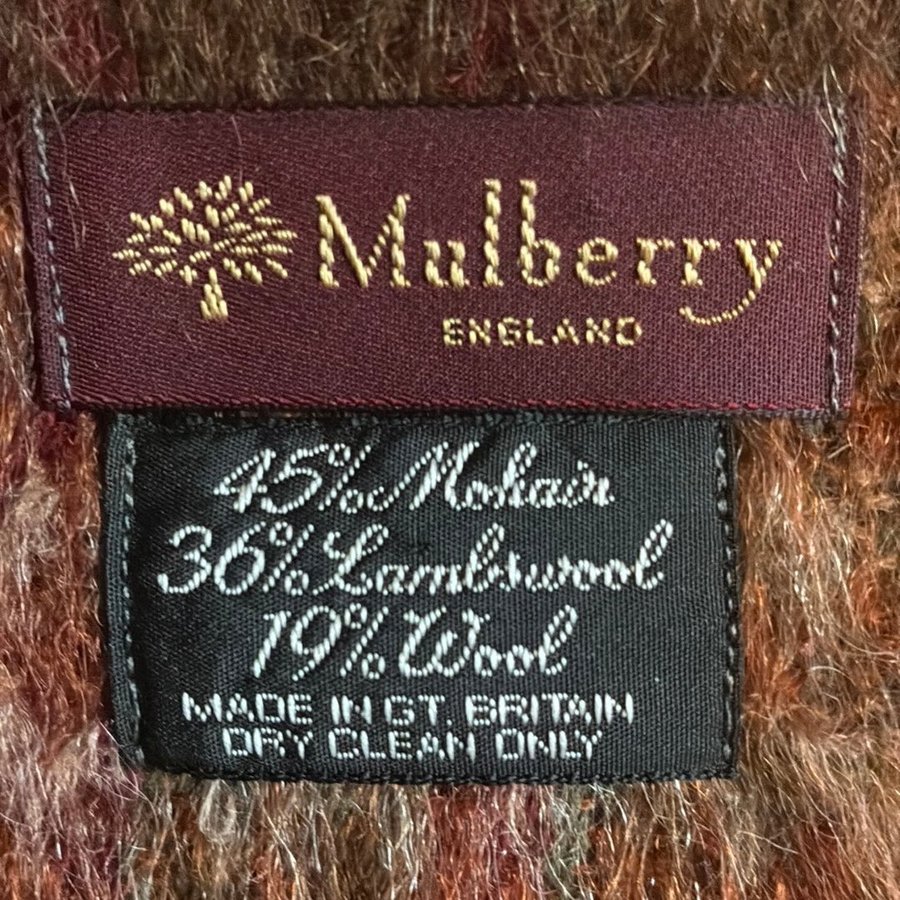 Mulberry
ENGLAND
45% Mohair
36% Lambswool
19% Wool
MADE IN GT. BRITAIN
DRY CLEAN ONLY